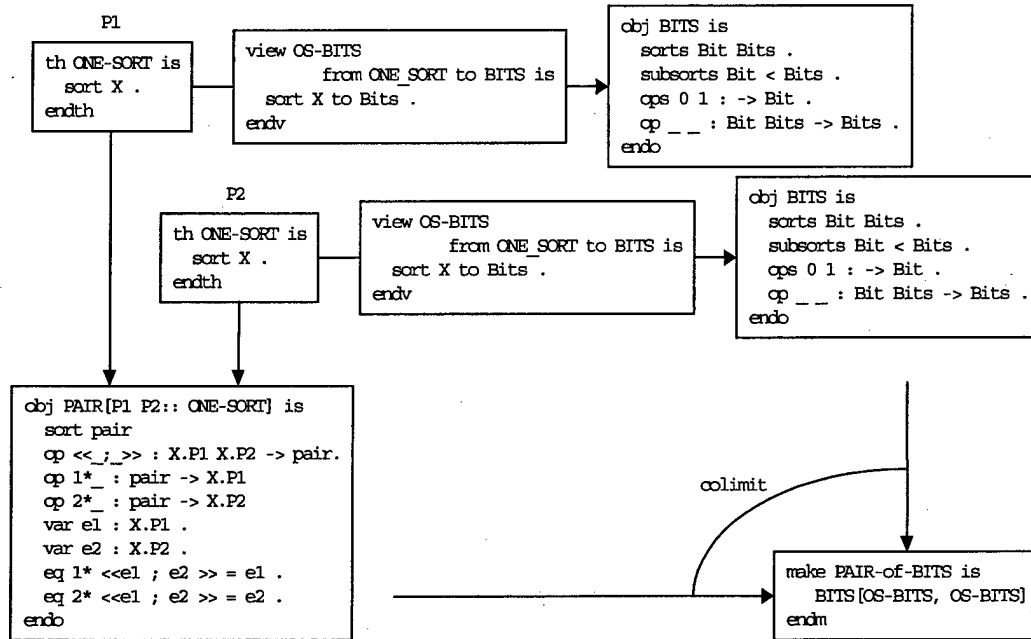 P1
th ONE-SORT is
sort X .
endth
view OS-BITS
from ONE_SORT to BITS is
sort X to Bits .
endv
obj BITS is
sorts Bit Bits .
subsorts Bit < Bits .
ops 0 1 : -> Bit .
op _ _ : Bit Bits -> Bits .
endo
P2
th ONE-SORT is
sort X .
endth
view OS-BITS
from ONE_SORT to BITS is
sort X to Bits .
endv
obj BITS is
sorts Bit Bits .
subsorts Bit < Bits .
ops 0 1 : -> Bit .
op _ _ : Bit Bits -> Bits .
endo
obj PAIR[P1 P2:: ONE-SORT] is
sort pair
op <<_;_>> : X.P1 X.P2 -> pair.
op 1*_ : pair -> X.P1
op 2*_ : pair -> X.P2
var e1 : X.P1 .
var e2 : X.P2 .
eq 1* <<e1 ; e2 >> = e1 .
eq 2* <<e1 ; e2 >> = e2 .
endo
colimit
make PAIR-of-BITS is
BITS[OS-BITS, OS-BITS]
endm